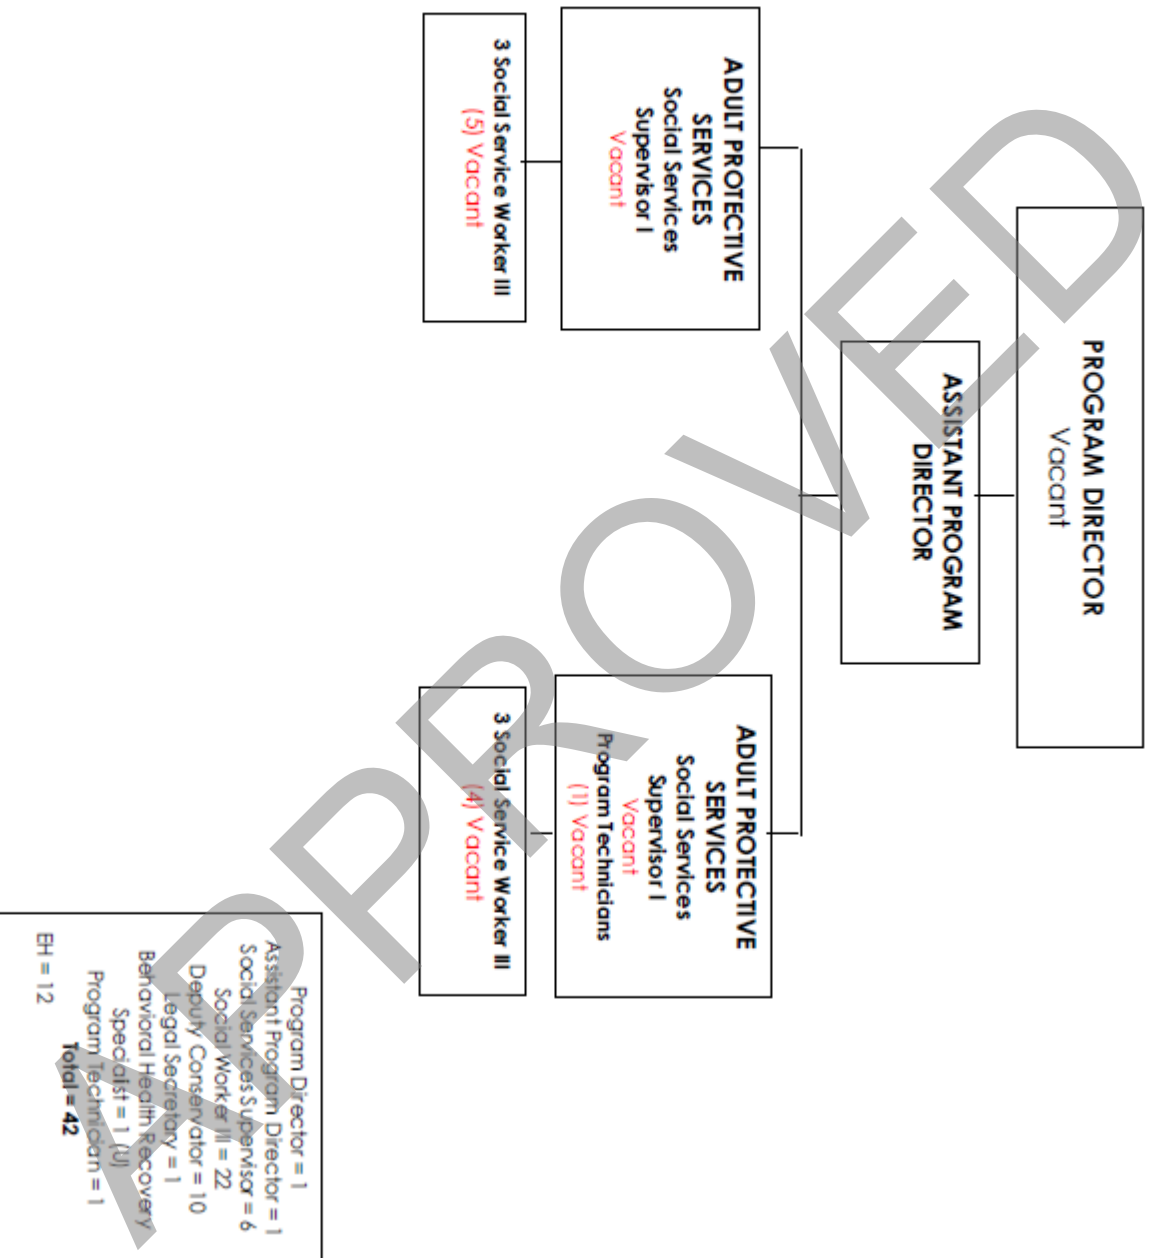 PROGRAM DIRECTOR
Vacant
ASSISTANT PROGRAM
DIRECTOR
ADULT PROTECTIVE
SERVICES
Social Services
Supervisor I
Vacant
3 Social Service Worker III
(5) Vacant
ADULT PROTECTIVE
SERVICES
Social Services
Supervisor I
Vacant
Program Technicians
(1) Vacant
3 Social Service Worker III
(4) Vacant
Program Director = 1
Assistant Program Director = 1
Social Services Supervisor = 6
Social Worker III = 22
Deputy Conservator = 10
Legal Secretary = 1
Behavioral Health Recovery
Specialist = 1 (U)
Program Technician = 1
Total = 42
EH = 12
APPROVED